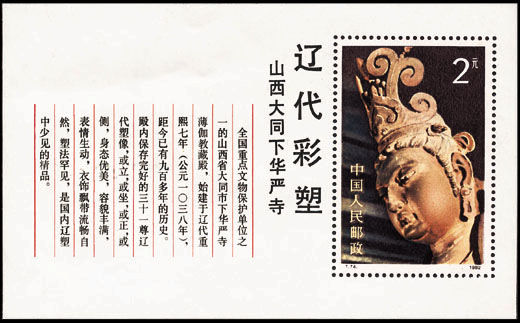 辽代彩塑
山西大同下华严寺
全国重点文物保护单位之
一的山西省大同市下华严寺
薄伽教藏殿，始建于辽代重
熙七年（公元一〇三八年），
距今已有九百多年的历史。
殿内保存完好的三十一尊辽
代塑像，或立，或坐，或正，或
侧，身态优美，容貌丰满，
表情生动，衣饰飘带流畅自
然，塑法罕见，是国内辽塑
中少见的精品。
2元
中国人民邮政
T.74.
1982